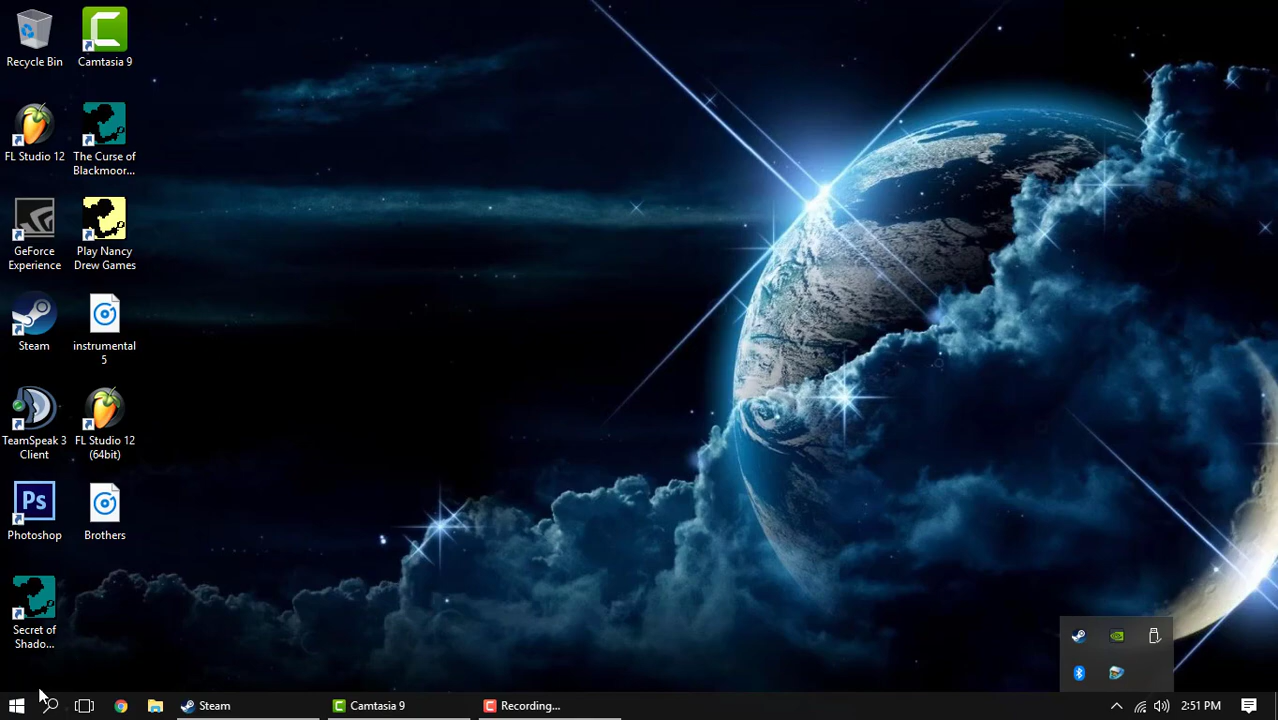 Recycle Bin
Camtasia 9
FL Studio 12
The Curse of
Blackmoor...
GeForce
Experience
Play Nancy
Drew Games
Steam
instrumental
5
TeamSpeak 3
Client
FL Studio 12
(64bit)
Ps
Photoshop
Brothers
Secret of
Shado...
Steam
Camtasia 9
Recording...
2:51 PM